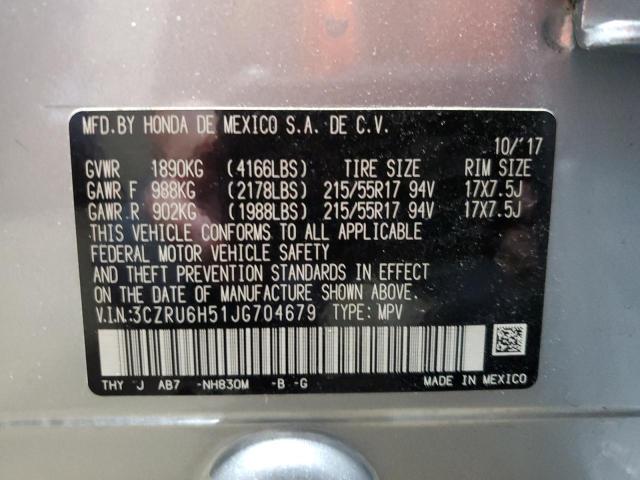 MFD.BY HONDA DE MEXICO S.A. DE C.V.
10/'17
GVWR 1890KG (4166LBS) TIRE SIZE RIM SIZE
GAWR F 988KG (2178LBS) 215/55R17 94V 17X7.5J
GAWR R 902KG (1988LBS) 215/55R17 94V 17X7.5J
THIS VEHICLE CONFORMS TO ALL APPLICABLE
FEDERAL MOTOR VEHICLE SAFETY
AND THEFT PREVENTION STANDARDS IN EFFECT
ON THE DATE OF MANUFACTURE SHOWN ABOVE.
V.I.N:3CZRU6H51JG704679 TYPE: MPV
THY J AB7 -NH830M -B -G MADE IN MEXICO